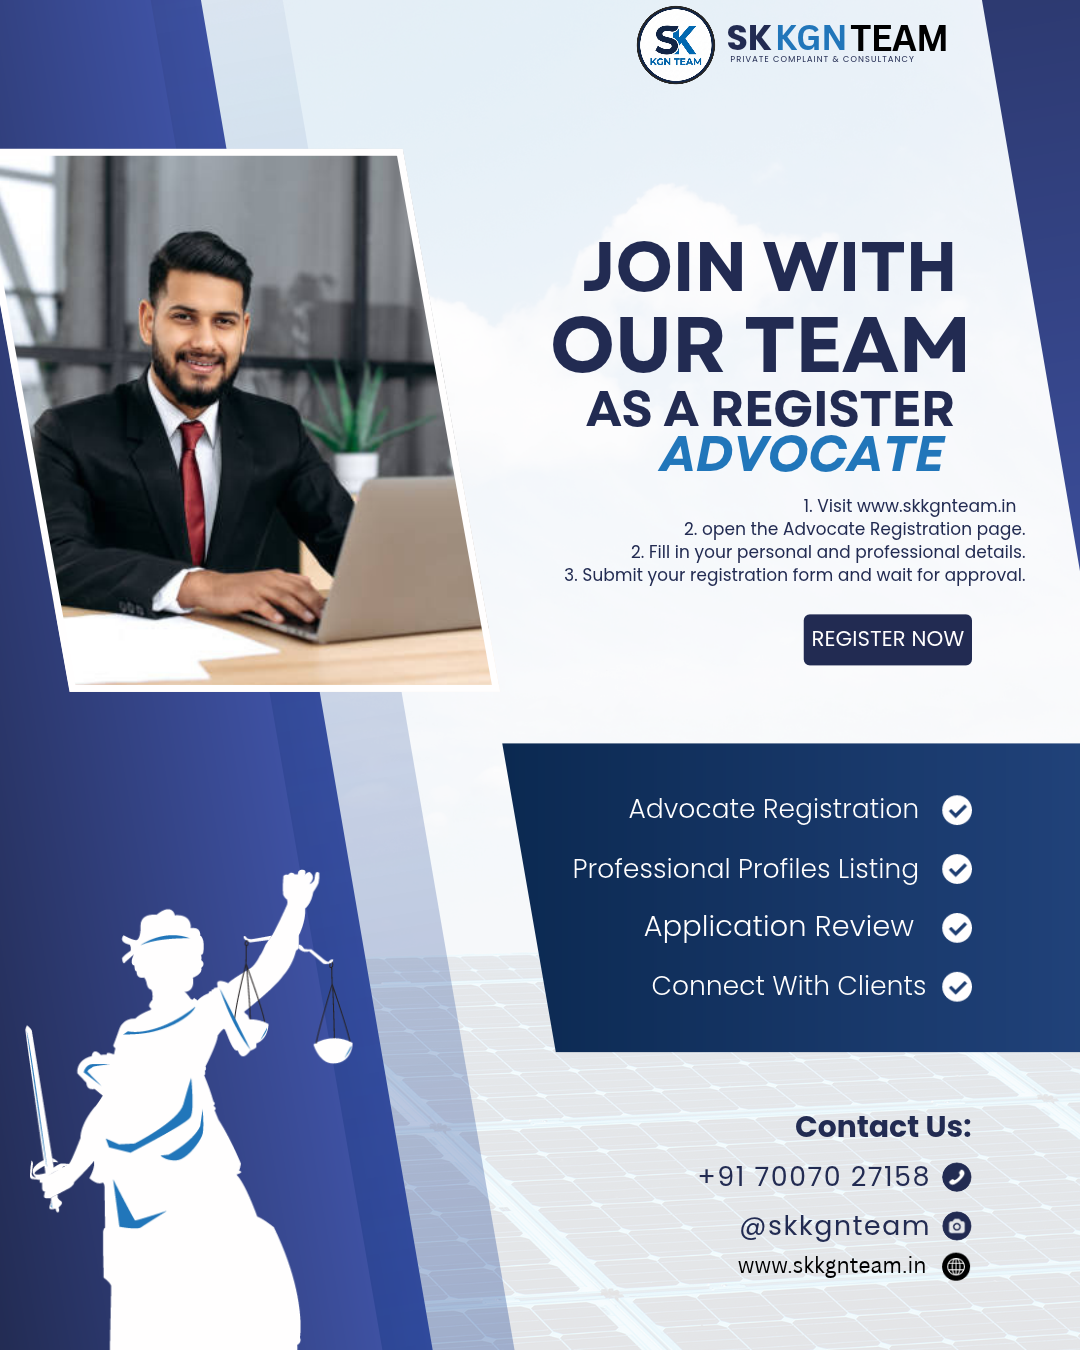 SK
KGN TEAM
SK KGN TEAM
PRIVATE COMPLAINT & CONSULTANCY
JOIN WITH
OUR TEAM
AS A REGISTER
ADVOCATE
1. Visit www.skkgnteam.in
2. open the Advocate Registration page.
2. Fill in your personal and professional details.
3. Submit your registration form and wait for approval.
REGISTER NOW
Advocate Registration
Professional Profiles Listing
Application Review
Connect With Clients
Contact Us:
+91 70070 27158
@skkgnteam
www.skkgnteam.in